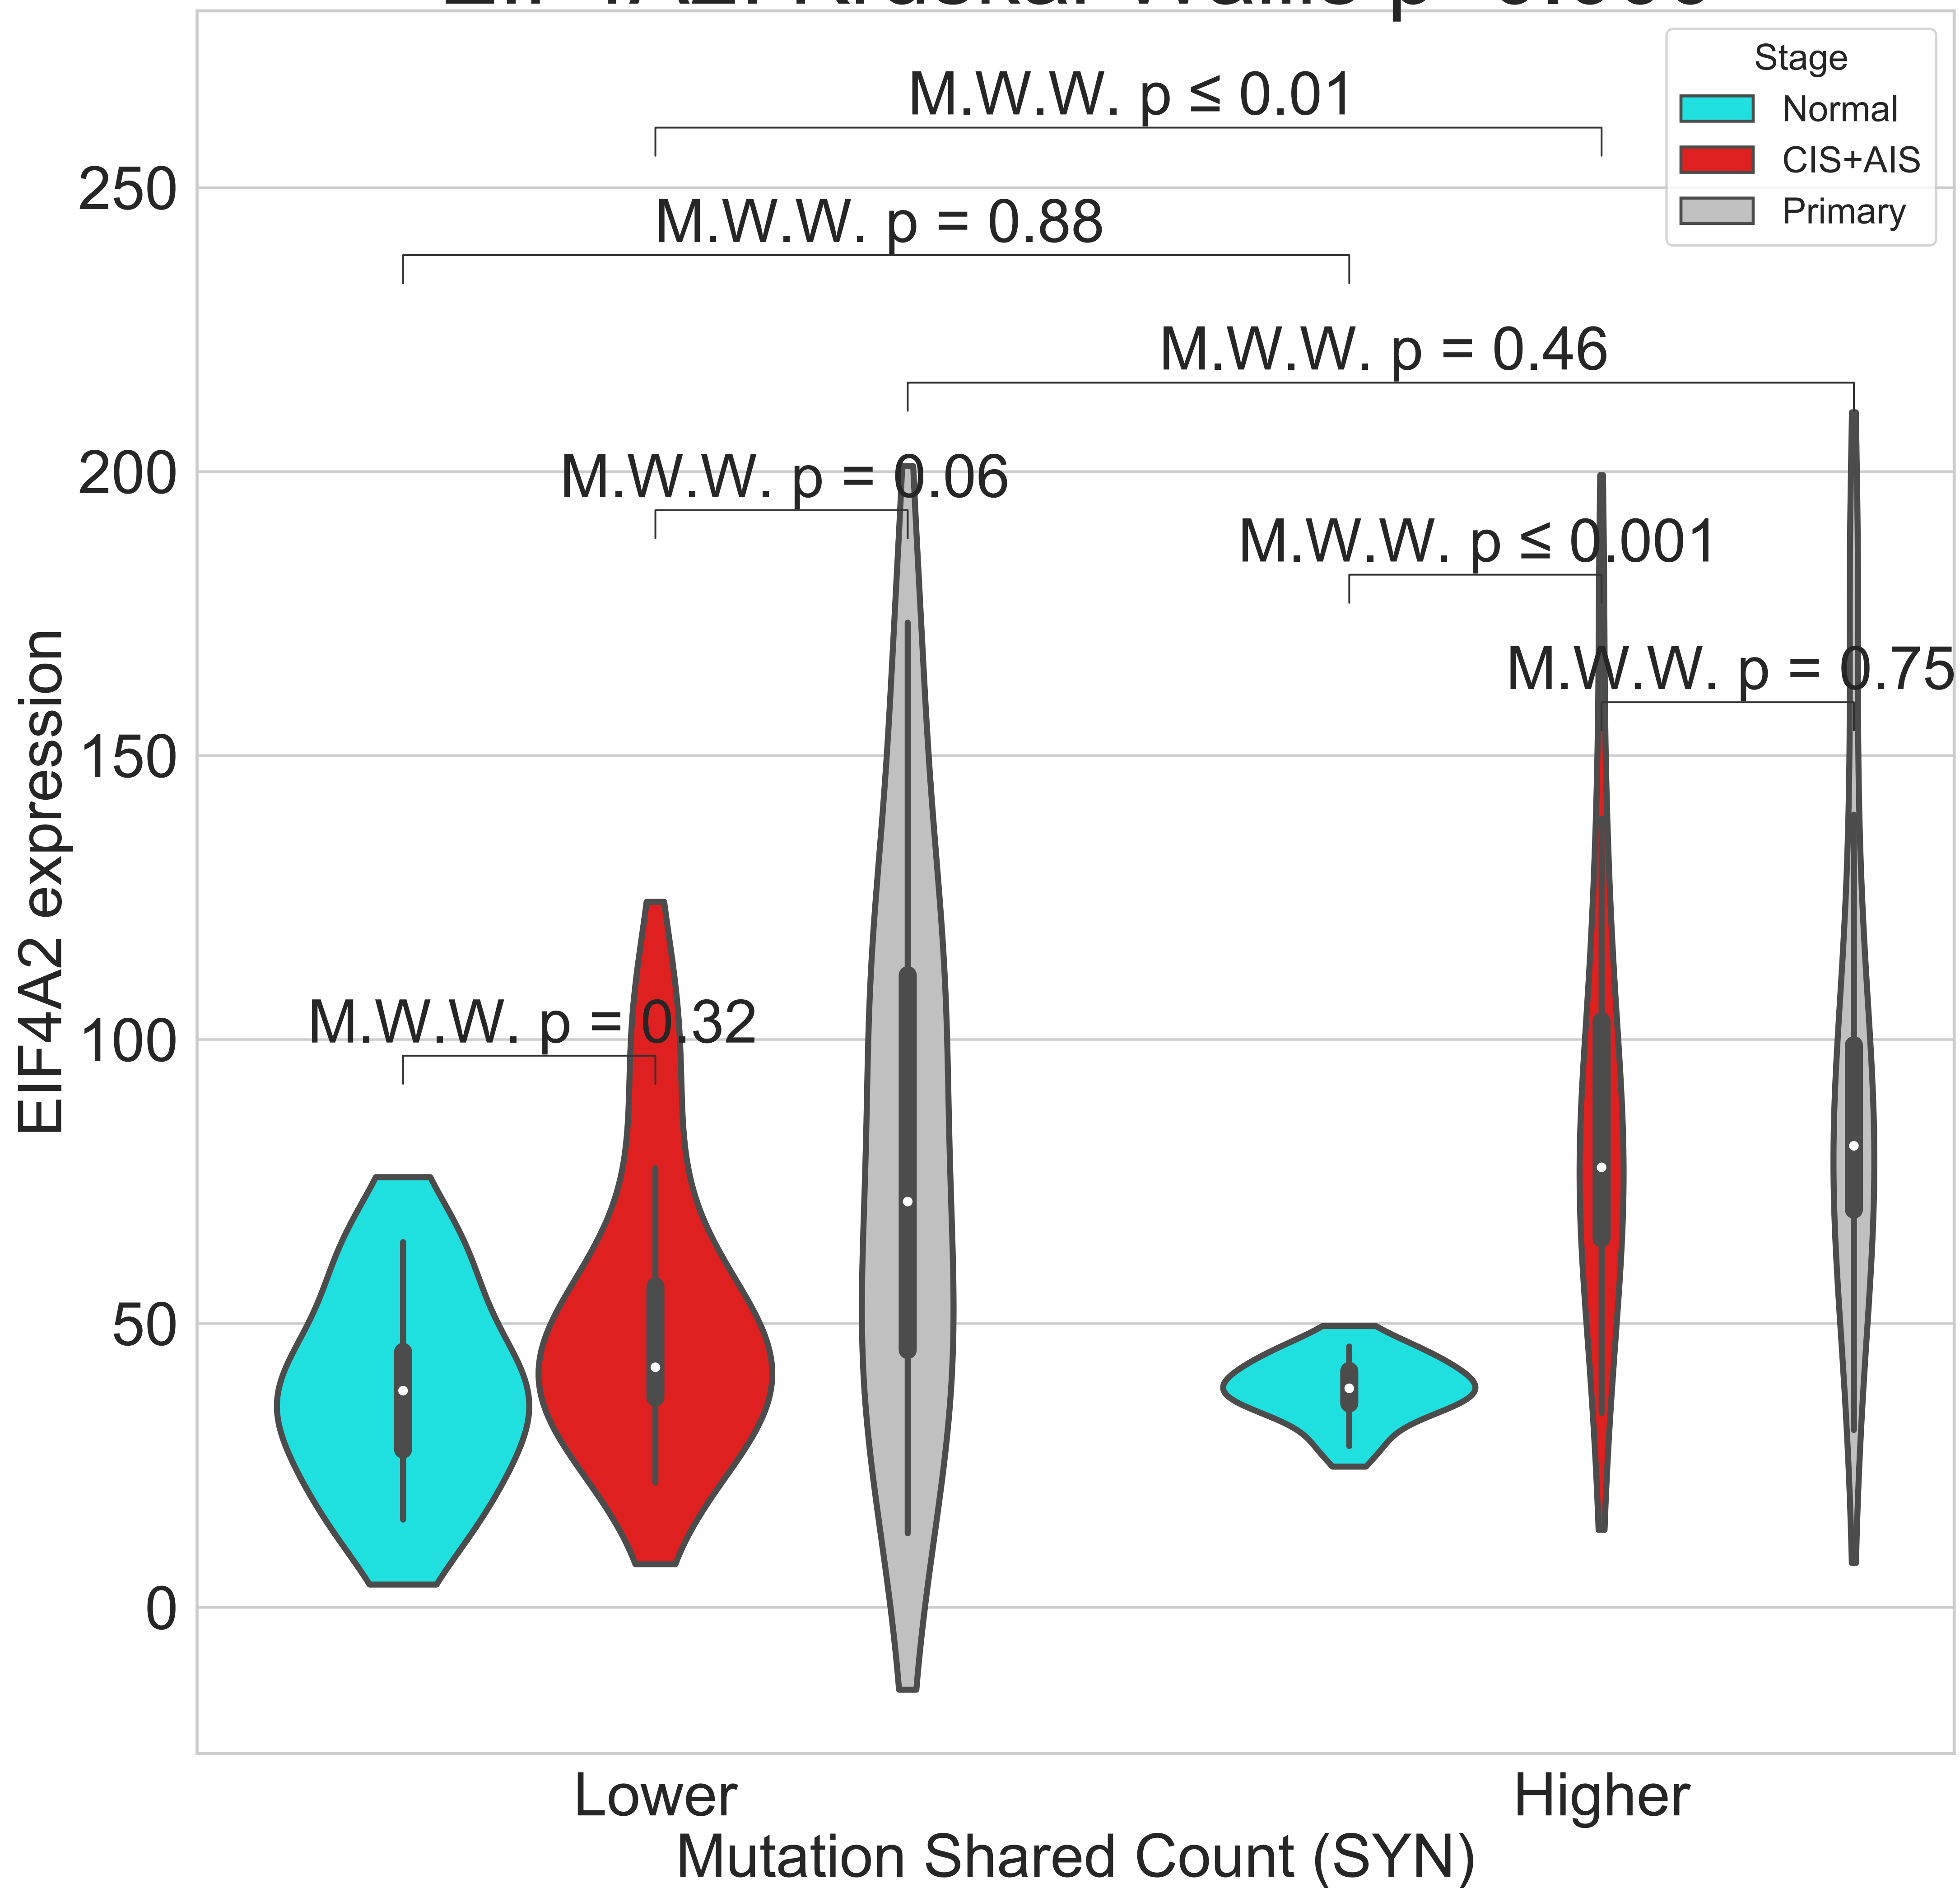 Stage
Normal
CIS+AIS
Primary
M.W.W. p ≤ 0.01
M.W.W. p = 0.88
M.W.W. p = 0.46
M.W.W. p = 0.06
M.W.W. p ≤ 0.001
M.W.W. p = 0.75
M.W.W. p = 0.32
250
200
150
100
50
0
EIF4A2 expression
Lower
Higher
Mutation Shared Count (SYN)